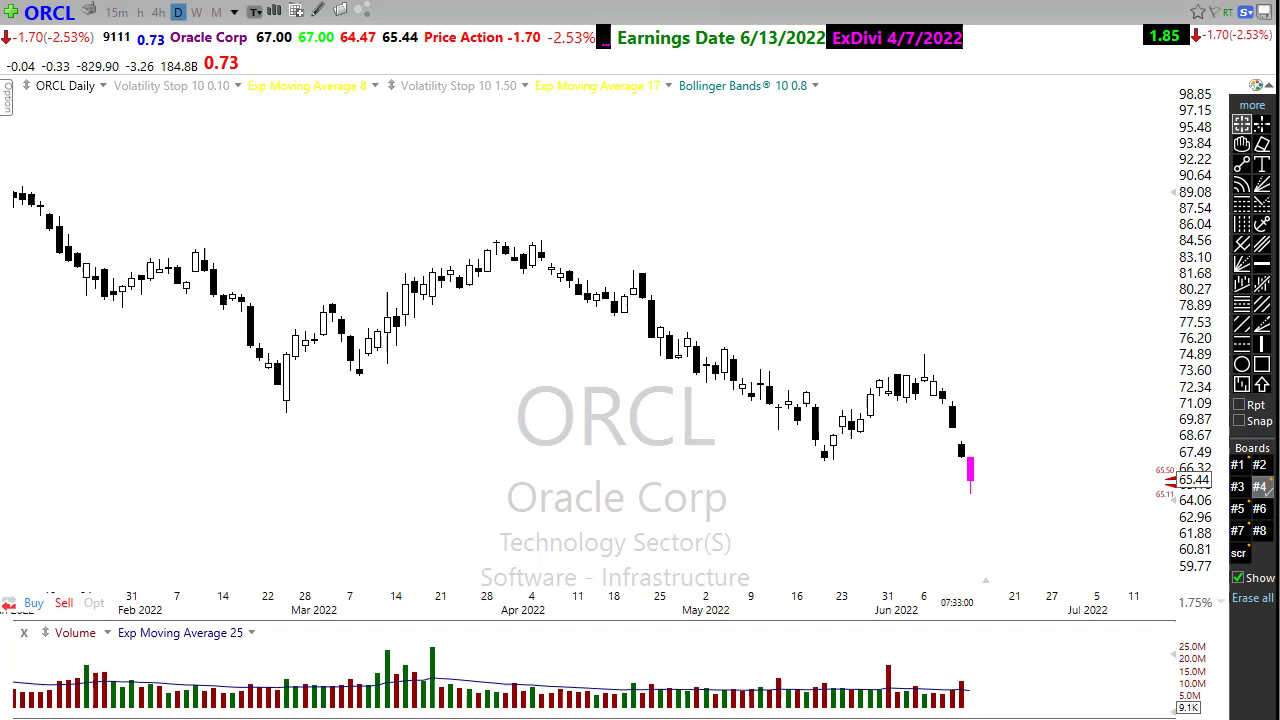 ORCL 15m h 4h D W M T RT S
-1.70(-2.53%) 9111 0.73 Oracle Corp 67.00 67.00 64.47 65.44 Price Action -1.70 -2.53% ... Earnings Date 6/13/2022 ExDivi 4/7/2022 1.85 -1.70(-2.53%)
-0.04 -0.33 -829.90 -3.26 184.8B 0.73
Option
ORCL Daily Volatility Stop 10 0.10 Exp Moving Average 8 Volatility Stop 10 1.50 Exp Moving Average 17 Bollinger Bands® 10 0.8
98.85
97.15
95.48
93.84
92.22
90.64
89.08
87.54
86.04
84.56
83.10
81.68
80.27
78.89
77.53
76.20
74.89
73.60
72.34
71.09
69.87
68.67
67.49
66.32
65.50
65.44
65.11
64.06
62.96
61.88
60.81
59.77
more
Rpt
Snap
Boards
#1 #2
#3 #4
#5 #6
#7 #8
scr
Show
Erase all
ORCL
Oracle Corp
Technology Sector(S)
Software - Infrastructure
31 7 14 22 28 7 14 21 28 4 11 18 25 2 9 16 23 31 6 21 27 5 11
Buy Sell Opt Feb 2022 Mar 2022 Apr 2022 May 2022 Jun 2022 07:33:00 Jul 2022 1.75%
x Volume Exp Moving Average 25
25.0M
20.0M
15.0M
10.0M
5.0M
9.1K